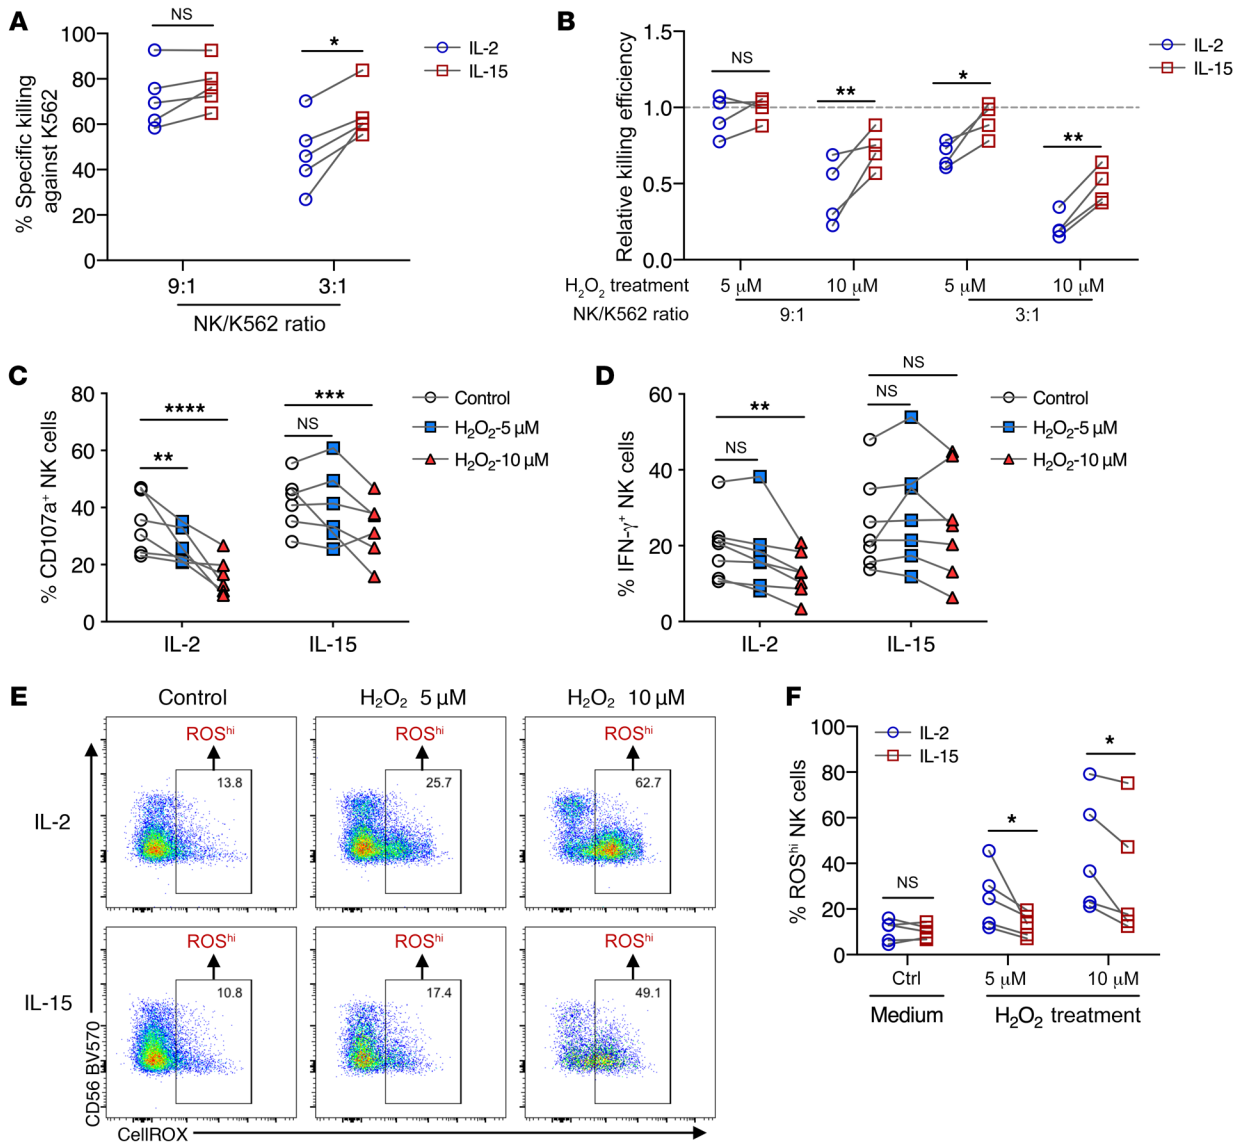 A
NS
*
IL-2
IL-15
100
80
60
40
20
0
% Specific killing
against K562
9:1
3:1
NK/K562 ratio
B
NS
**
*
**
IL-2
IL-15
1.5
1.0
0.5
0.0
Relative killing efficiency
H₂O₂ treatment
5 μM
10 μM
5 μM
10 μM
NK/K562 ratio
9:1
3:1
C
****
**
***
NS
Control
H₂O₂-5 μM
H₂O₂-10 μM
80
60
40
20
0
% CD107a⁺ NK cells
IL-2
IL-15
D
**
NS
NS
NS
Control
H₂O₂-5 μM
H₂O₂-10 μM
60
40
20
0
% IFN-γ⁺ NK cells
IL-2
IL-15
E
Control
H₂O₂ 5 μM
H₂O₂ 10 μM
IL-2
ROSʰⁱ
13.8
ROSʰⁱ
25.7
ROSʰⁱ
62.7
IL-15
ROSʰⁱ
10.8
ROSʰⁱ
17.4
ROSʰⁱ
49.1
CD56 BV570
CellROX
F
IL-2
IL-15
NS
*
*
100
80
60
40
20
0
% ROSʰⁱ NK cells
Ctrl
5 μM
10 μM
Medium
H₂O₂ treatment